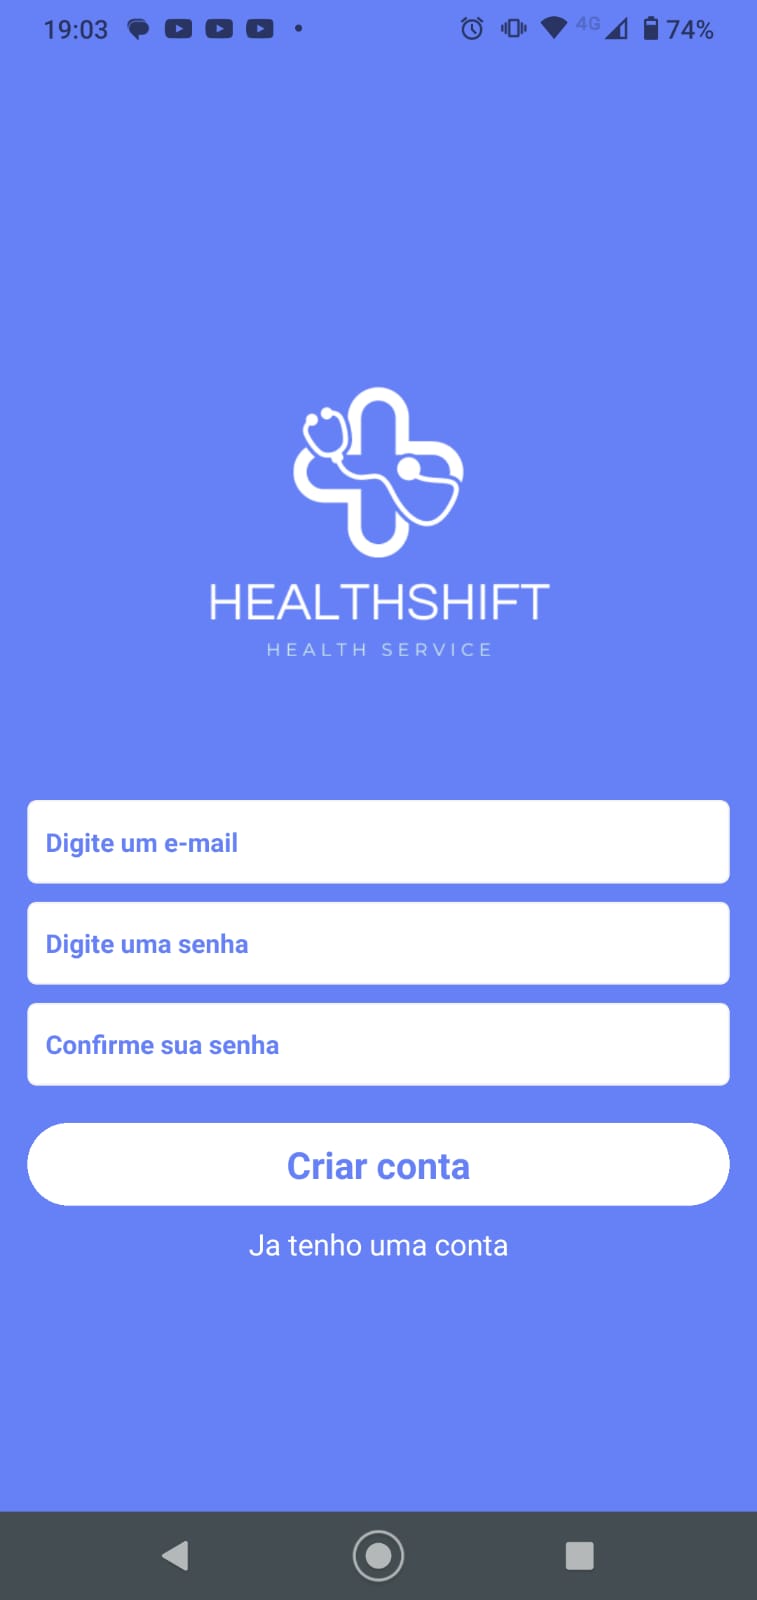 19:03 4G 74%
HEALTHSHIFT
HEALTH SERVICE
Digite um e-mail
Digite uma senha
Confirme sua senha
Criar conta
Ja tenho uma conta